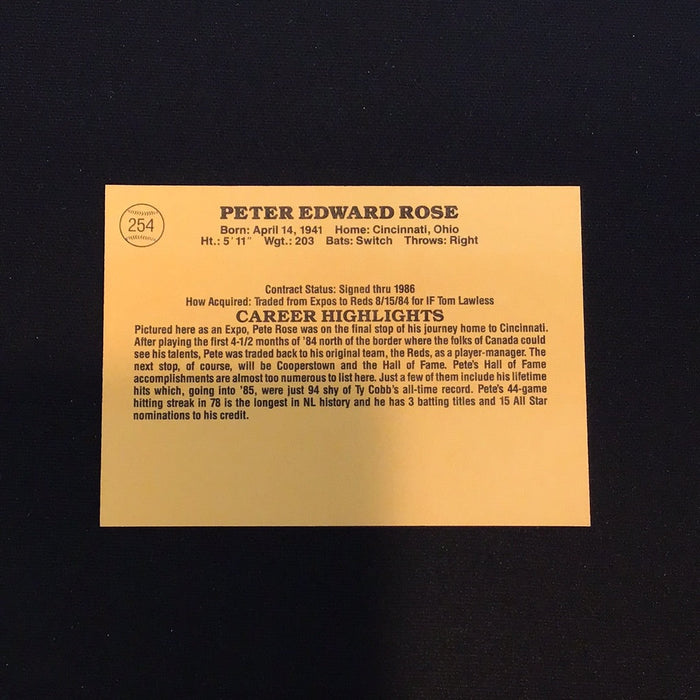 254
PETER EDWARD ROSE
Born: April 14, 1941 Home: Cincinnati, Ohio
Ht.: 5'11" Wgt.: 203 Bats: Switch Throws: Right
Contract Status: Signed thru 1986
How Acquired: Traded from Expos to Reds 8/15/84 for IF Tom Lawless
CAREER HIGHLIGHTS
Pictured here as an Expo, Pete Rose was on the final stop of his journey home to Cincinnati.
After playing the first 4-1/2 months of '84 north of the border where the folks of Canada could
see his talents, Pete was traded back to his original team, the Reds, as a player-manager. The
next stop, of course, will be Cooperstown and the Hall of Fame. Pete's Hall of Fame
accomplishments are almost too numerous to list here. Just a few of them include his lifetime
hits which, going into '85, were just 94 shy of Ty Cobb's all-time record. Pete's 44-game
hitting streak in 78 is the longest in NL history and he has 3 batting titles and 15 All Star
nominations to his credit.